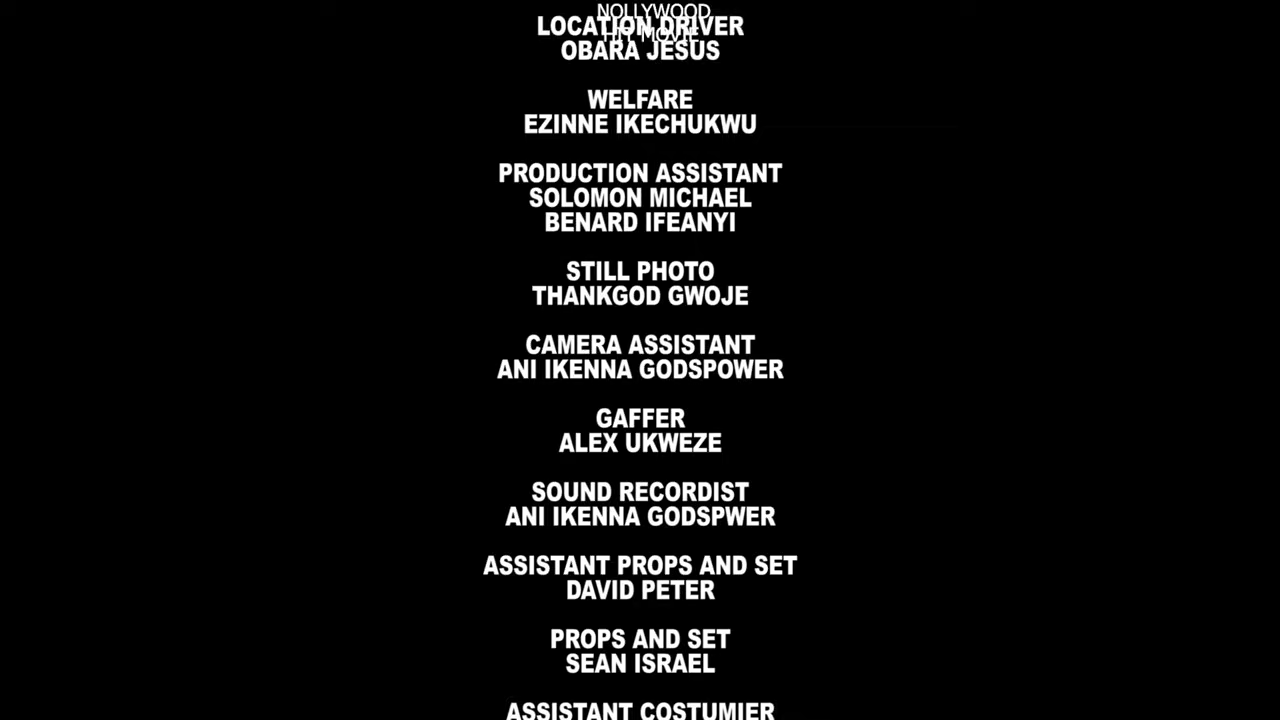 NOLLYWOOD
HIT MOVIE
LOCATION DRIVER
OBARA JESUS
WELFARE
EZINNE IKECHUKWU
PRODUCTION ASSISTANT
SOLOMON MICHAEL
BENARD IFEANYI
STILL PHOTO
THANKGOD GWOJE
CAMERA ASSISTANT
ANI IKENNA GODSPOWER
GAFFER
ALEX UKWEZE
SOUND RECORDIST
ANI IKENNA GODSPWER
ASSISTANT PROPS AND SET
DAVID PETER
PROPS AND SET
SEAN ISRAEL
ASSISTANT COSTUMIER